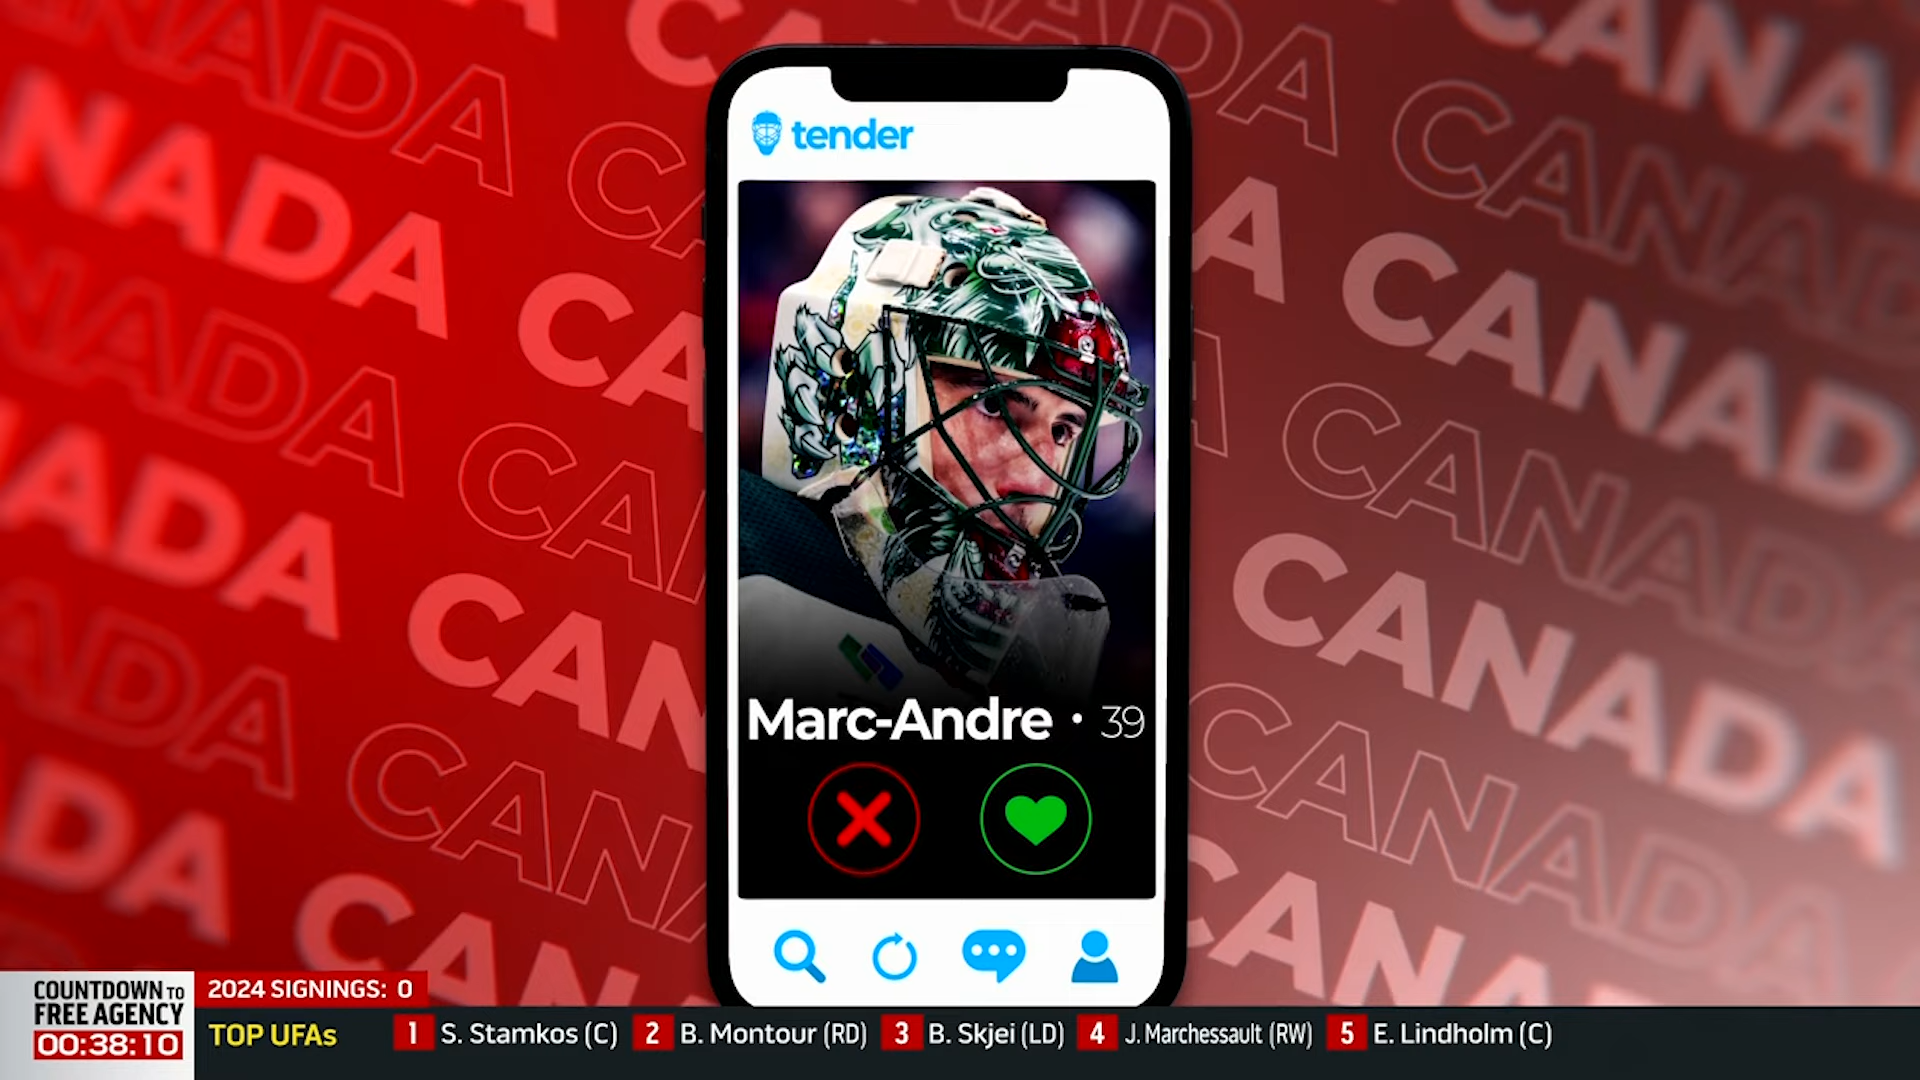 CANADA CANADA
tender
Marc-Andre • 39
COUNTDOWN TO
FREE AGENCY
00:38:10
2024 SIGNINGS: 0
TOP UFAs
1 S. Stamkos (C) 2 B. Montour (RD) 3 B. Skjei (LD) 4 J. Marchessault (RW) 5 E. Lindholm (C)